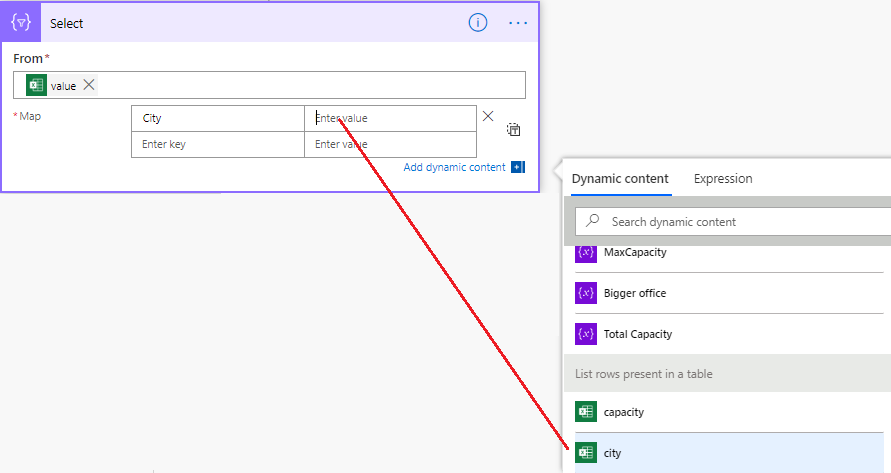 Select
From*
value
* Map
City
Enter value
Enter key
Enter value
Add dynamic content
Dynamic content
Expression
Search dynamic content
{x} MaxCapacity
{x} Bigger office
{x} Total Capacity
List rows present in a table
capacity
city